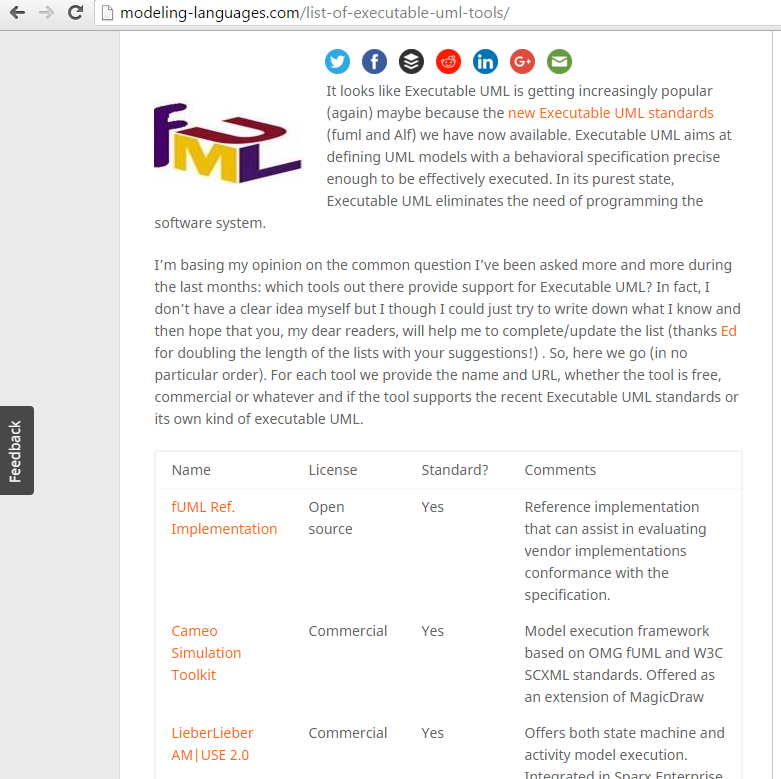 modeling-languages.com/list-of-executable-uml-tools/
It looks like Executable UML is getting increasingly popular
(again) maybe because the new Executable UML standards
(fuml and Alf) we have now available. Executable UML aims at
defining UML models with a behavioral specification precise
enough to be effectively executed. In its purest state,
Executable UML eliminates the need of programming the
software system.
fUML
I’m basing my opinion on the common question I’ve been asked more and more during
the last months: which tools out there provide support for Executable UML? In fact, I
don’t have a clear idea myself but I though I could just try to write down what I know and
then hope that you, my dear readers, will help me to complete/update the list (thanks Ed
for doubling the length of the lists with your suggestions!) . So, here we go (in no
particular order). For each tool we provide the name and URL, whether the tool is free,
commercial or whatever and if the tool supports the recent Executable UML standards or
its own kind of executable UML.
Feedback
Name License Standard? Comments
fUML Ref. Open Yes Reference implementation
Implementation source that can assist in evaluating
vendor implementations
conformance with the
specification.
Cameo Commercial Yes Model execution framework
Simulation based on OMG fUML and W3C
Toolkit SCXML standards. Offered as
an extension of MagicDraw
LieberLieber Commercial Yes Offers both state machine and
AM|USE 2.0 activity model execution.
Integrated in Sparx Enterprise